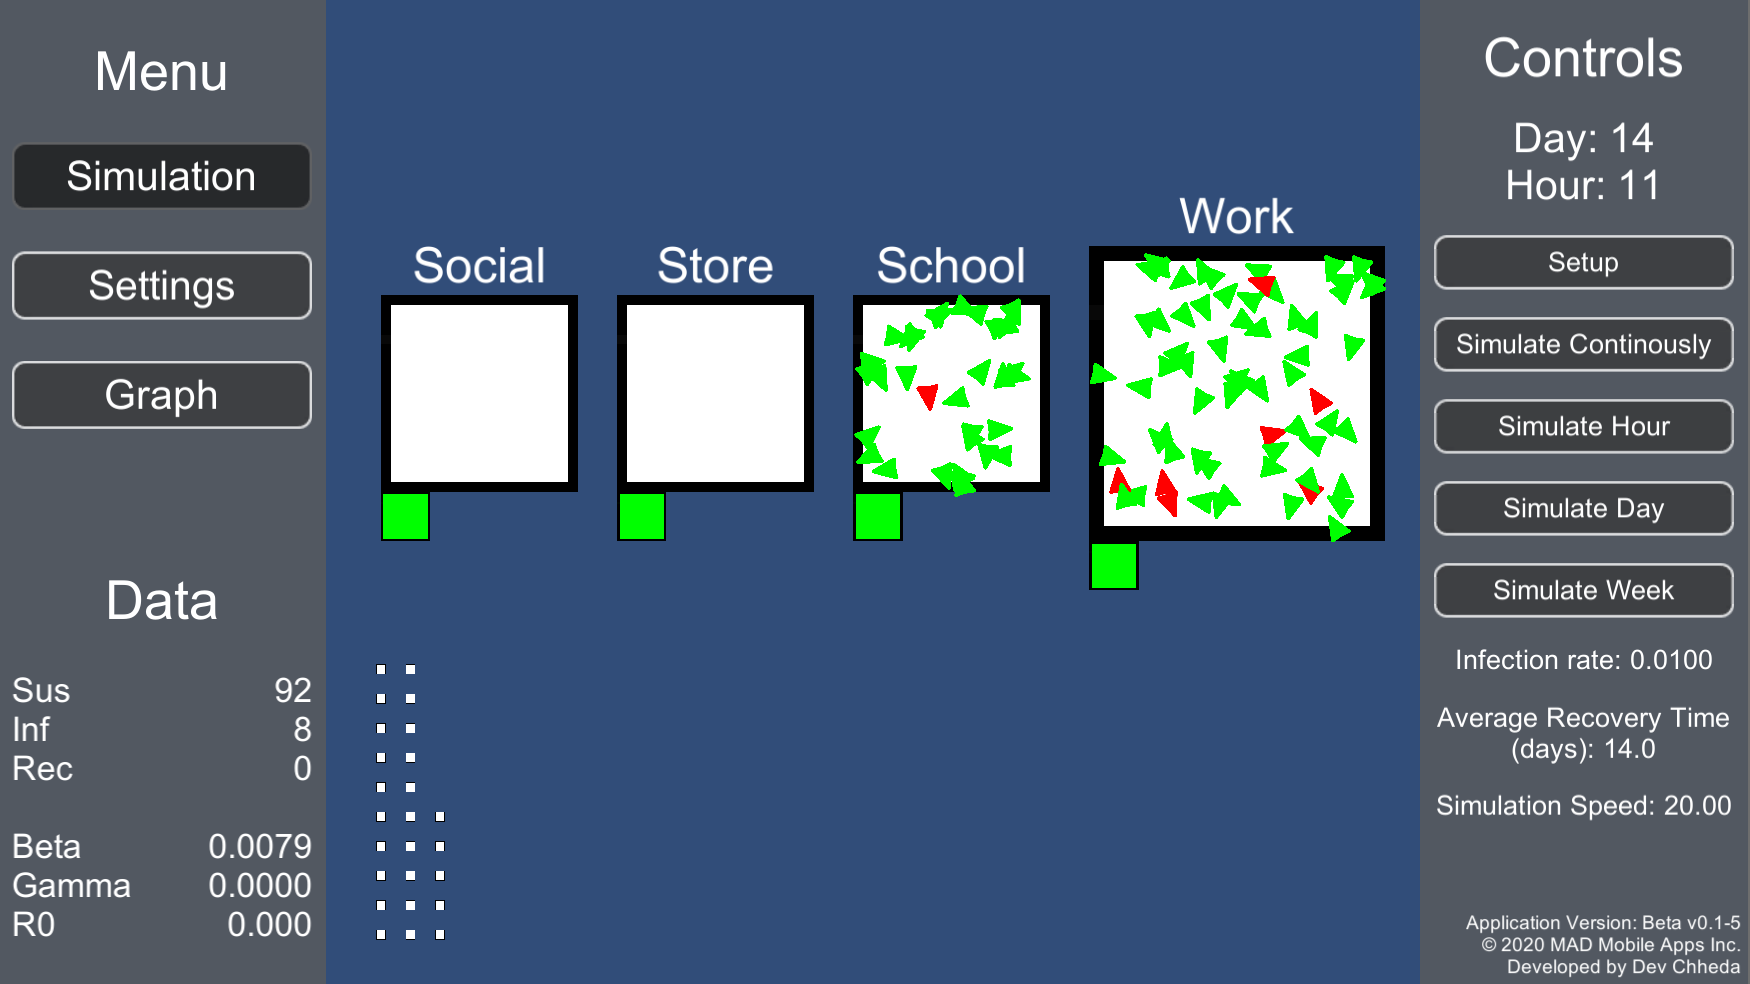 Menu
Simulation
Settings
Graph
Data
Sus 92
Inf 8
Rec 0
Beta 0.0079
Gamma 0.0000
R0 0.000
Social
Store
School
Work
Controls
Day: 14
Hour: 11
Setup
Simulate Continously
Simulate Hour
Simulate Day
Simulate Week
Infection rate: 0.0100
Average Recovery Time
(days): 14.0
Simulation Speed: 20.00
Application Version: Beta v0.1-5
© 2020 MAD Mobile Apps Inc.
Developed by Dev Chheda